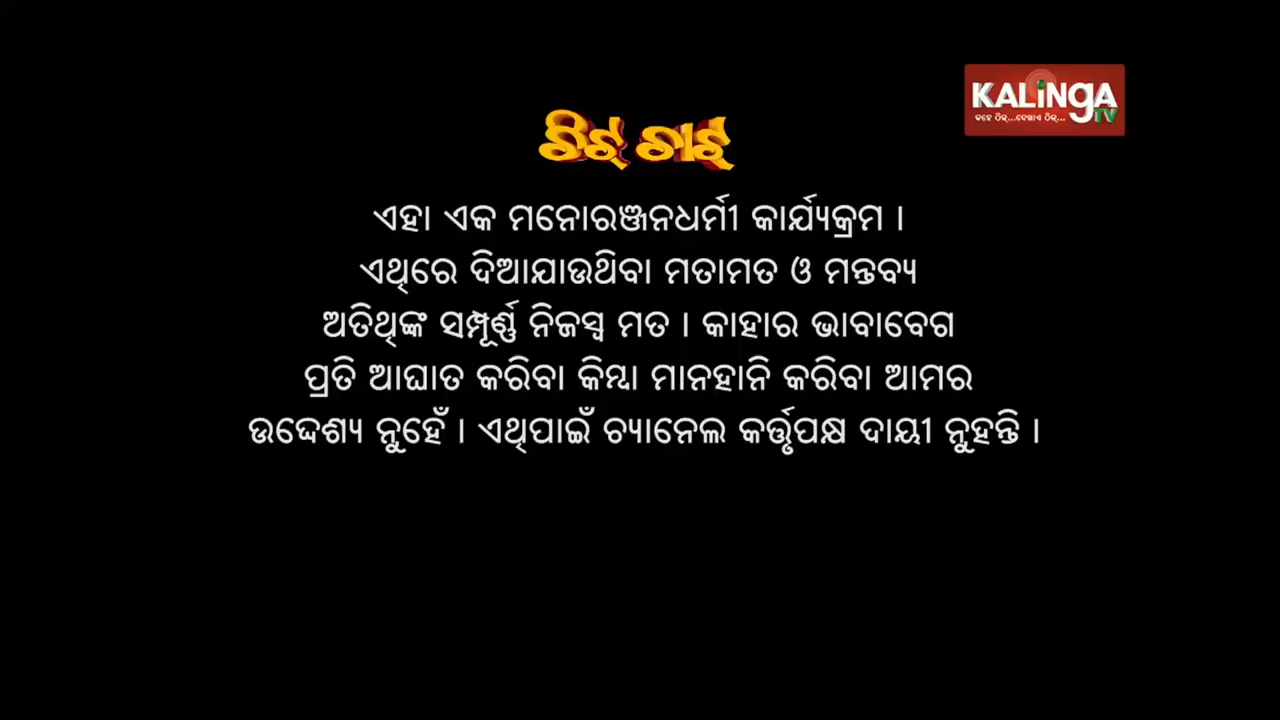 KALINGA TV
କହେ ଠିକ୍...ଦେଖାଏ ଠିକ୍...
ଚିଟ୍ ଚାଟ୍
ଏହା ଏକ ମନୋରଞ୍ଜନଧର୍ମୀ କାର୍ଯ୍ୟକ୍ରମ ।
ଏଥିରେ ଦିଆଯାଉଥିବା ମତାମତ ଓ ମନ୍ତବ୍ୟ
ଅତିଥିଙ୍କ ସମ୍ପୂର୍ଣ୍ଣ ନିଜସ୍ୱ ମତ । କାହାର ଭାବାବେଗ
ପ୍ରତି ଆଘାତ କରିବା କିମ୍ବା ମାନହାନି କରିବା ଆମର
ଉଦ୍ଦେଶ୍ୟ ନୁହେଁ । ଏଥିପାଇଁ ଚ୍ୟାନେଲ କର୍ତ୍ତୃପକ୍ଷ ଦାୟୀ ନୁହନ୍ତି ।